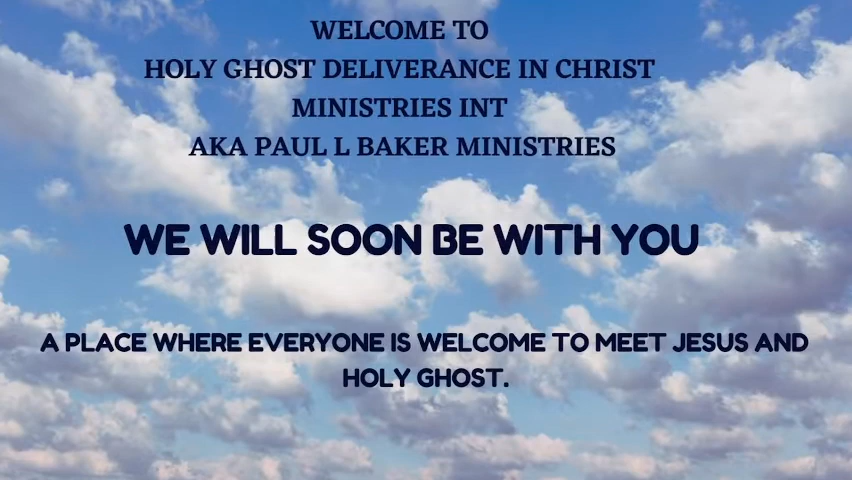 WELCOME TO
HOLY GHOST DELIVERANCE IN CHRIST
MINISTRIES INT
AKA PAUL L BAKER MINISTRIES
WE WILL SOON BE WITH YOU
A PLACE WHERE EVERYONE IS WELCOME TO MEET JESUS AND
HOLY GHOST.